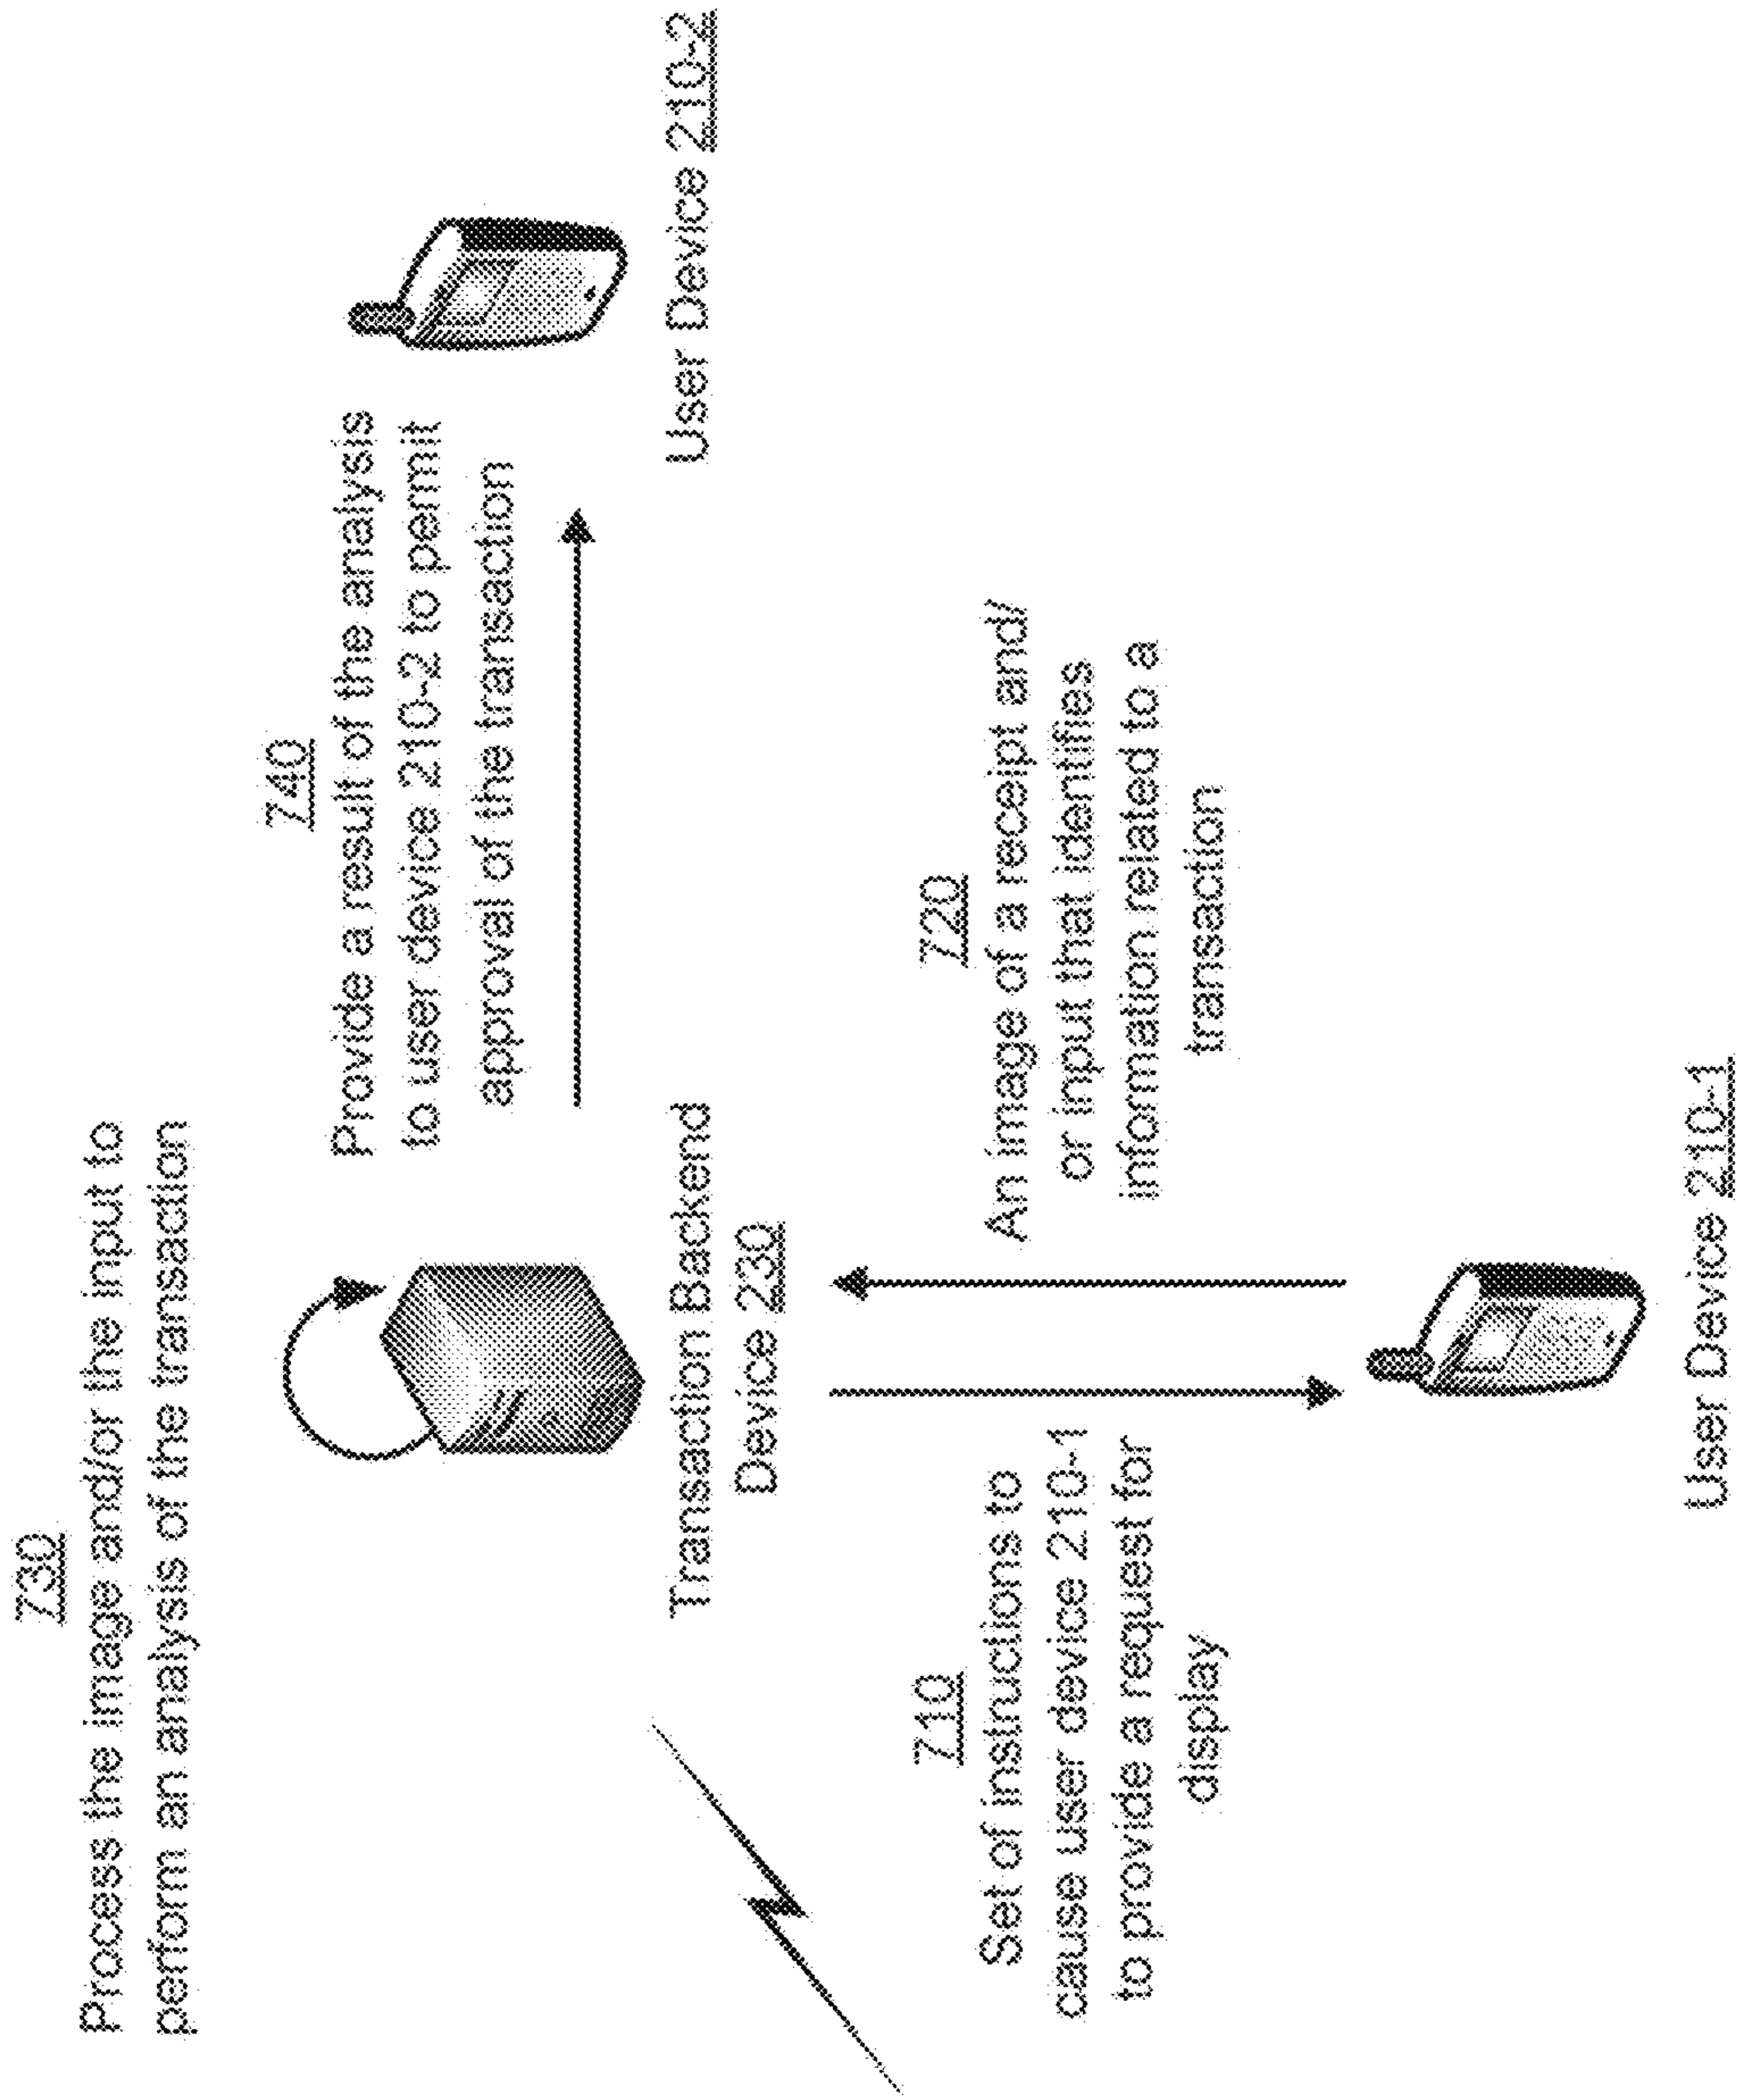 730
Process the image and/or the input to
perform an analysis of the transaction
740
Provide a result of the analysis
to user device 210-2 to permit
approval of the transaction
Transaction Backend
Device 230
User Device 210-2
710
Set of instructions to
cause user device 210-1
to provide a request for
display
720
An image of a receipt and/
or input that identifies
information related to a
transaction
User Device 210-1